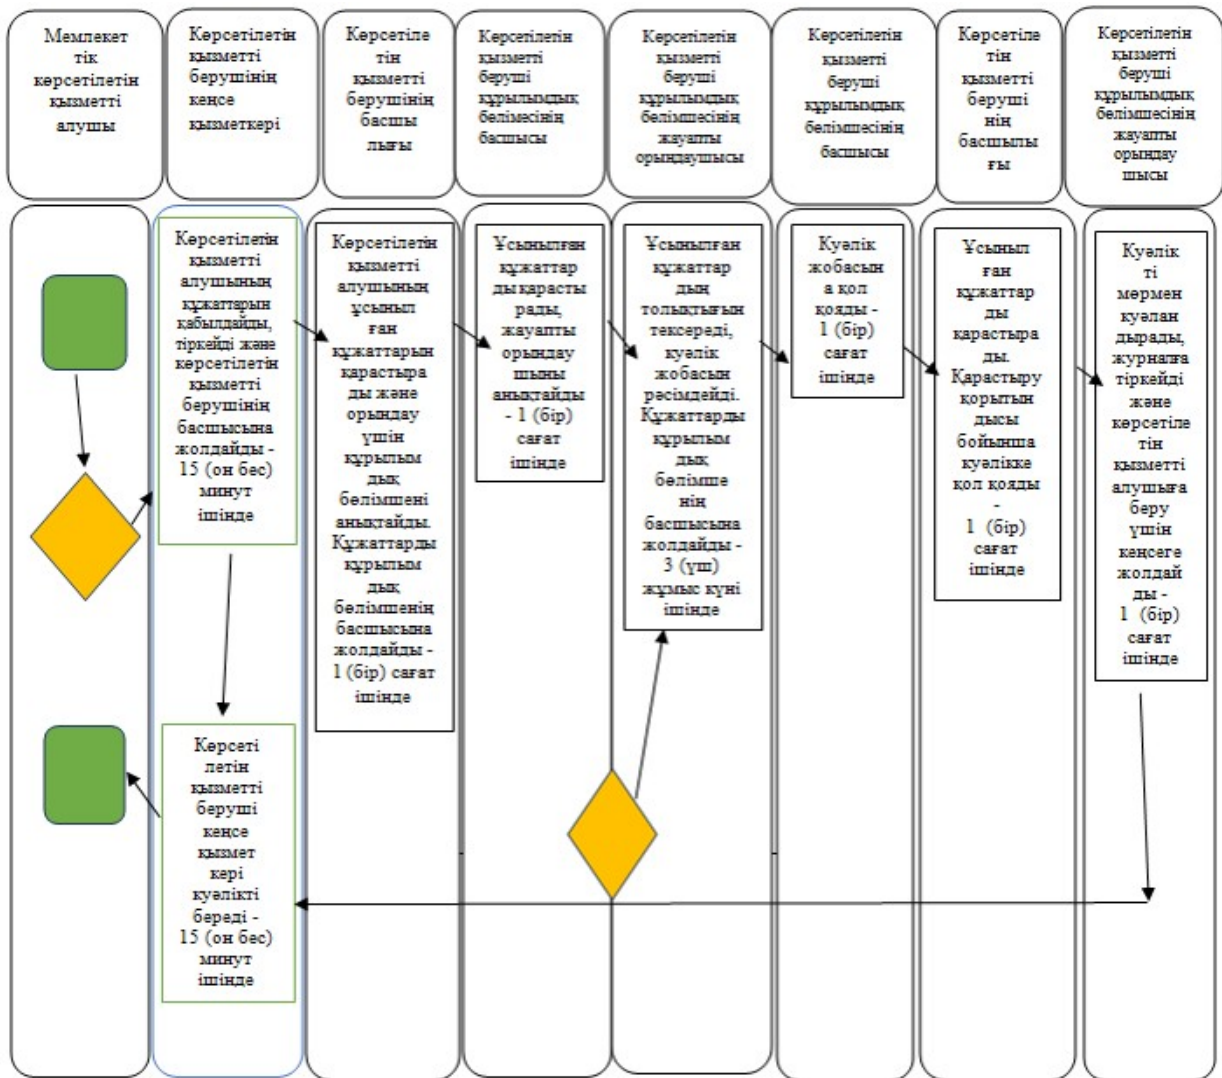 Мемлекет
тік
көрсетілетін
қызметті
алушы
Көрсетілетін
қызметті
берушінің
кеңсе
қызметкері
Көрсетіле
тін
қызметті
берушінің
басшы
лығы
Көрсетілетін
қызметті
беруші
құрылымдық
бөлімесінің
басшысы
Көрсетілетін
қызметті
беруші
құрылымдық
бөлімшесінің
жауапты
орындаушысы
Көрсетілетін
қызметті
беруші
құрылымдық
бөлімшесінің
басшысы
Көрсетіле
тін
қызметті
беруші
нің
басшылы
ғы
Көрсетілетін
қызметті
беруші
құрылымдық
бөлімшесінің
жауапты
орындау
шысы
Көрсетілетін
қызметті
алушының
құжаттарын
қабылдайды,
тіркейді және
көрсетілетін
қызметті
берушінің
басшысына
жолдайды -
15 (он бес)
минут
ішінде
Көрсетілетін
қызметті
алушының
ұсыныл
ған
құжаттарын
қарастыра
ды және
орындау
үшін
құрылым
дық
бөлімшені
анықтайды.
Құжаттарды
құрылым
дық
бөлімшенің
басшысына
жолдайды -
1 (бір) сағат
ішінде
Ұсынылған
құжаттар
ды қарасты
рады,
жауапты
орындау
шыны
анықтайды
- 1 (бір)
сағат
ішінде
Ұсынылған
құжаттар
дың
толықтығын
тексереді,
куәлік
жобасын
рәсімдейді.
Құжаттарды
құрылым
дық
бөлімше
нің
басшысына
жолдайды -
3 (үш)
жұмыс күні
ішінде
Куәлік
жобасын
а қол
қояды -
1 (бір)
сағат
ішінде
Ұсыныл
ған
құжаттар
ды
қарастыра
ды.
Қарастыру
қорытын
дысы
бойынша
куәлікке
қол қояды
-
1 (бір)
сағат
ішінде
Куәлік
ті
мөрмен
куәлан
дырады,
журналға
тіркейді
және
көрсетіле
тін
қызметті
алушыға
беру
үшін
кеңсеге
жолдай
ды -
1 (бір)
сағат
ішінде
Көрсеті
летін
қызметті
беруші
кеңсе
қызмет
кері
куәлікті
береді -
15 (он бес)
минут
ішінде